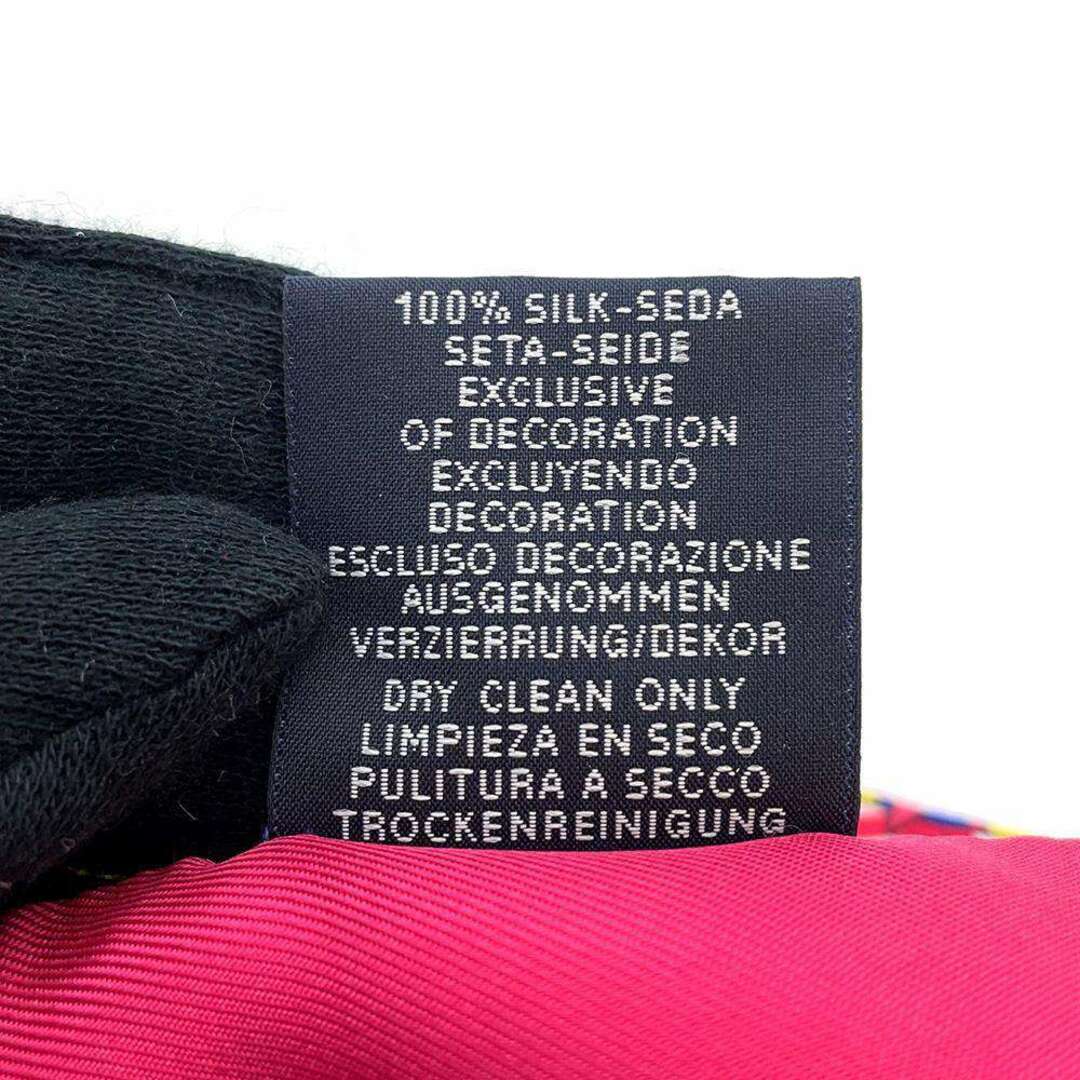 100% SILK-SEDA
SETA-SEIDE
EXCLUSIVE
OF DECORATION
EXCLUYENDO
DECORATION
ESCLUSO DECORAZIONE
AUSGENOMMEN
VERZIERRUNG/DEKOR
DRY CLEAN ONLY
LIMPIEZA EN SECO
PULITURA A SECCO
TROCKENREINIGUNG